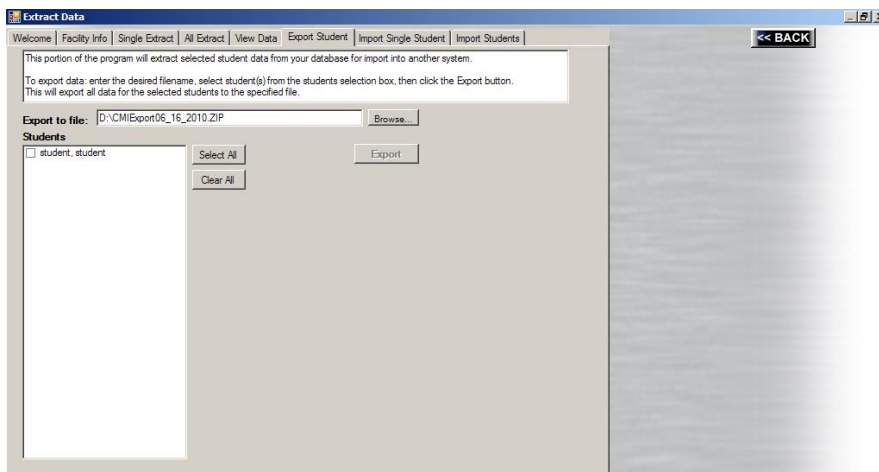 Extract Data
Welcome Facility Info Single Extract All Extract View Data Export Student Import Single Student Import Students
<< BACK
This portion of the program will extract selected student data from your database for import into another system.
To export data: enter the desired filename, select student(s) from the students selection box, then click the Export button.
This will export all data for the selected students to the specified file.
Export to file: D:\CMIExport06_16_2010.ZIP Browse...
Students
student, student Select All Export
Clear All